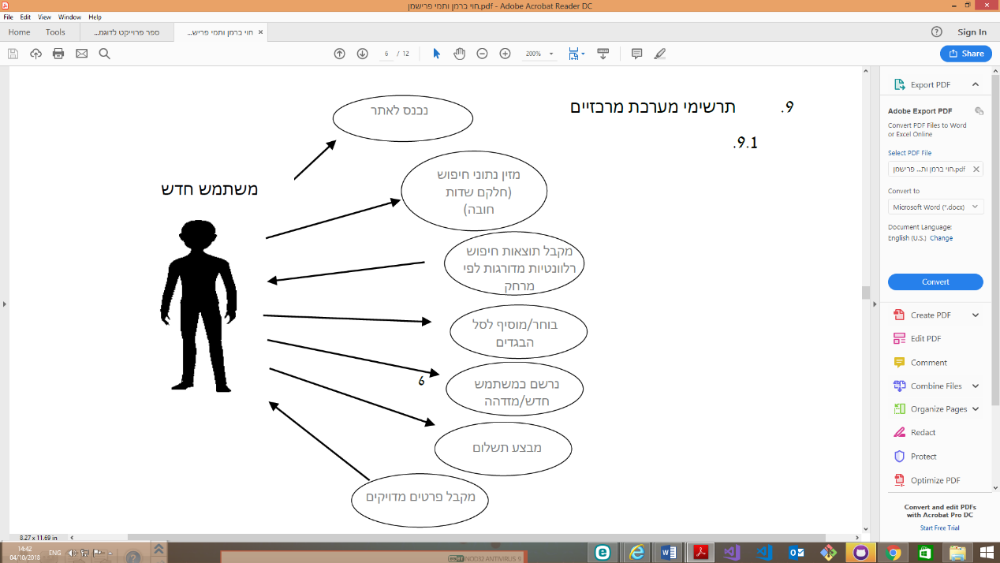 חוי ברמן ותמי פרישמן.pdf - Adobe Acrobat Reader DC
File Edit View Window Help
Home Tools ספר פרוייקט לדוגמ... חוי ברמן ותמי פריש... ×
Sign In
6 / 12 200%
Share
9. תרשימי מערכת מרכזיים
9.1.
משתמש חדש
נכנס לאתר
מזין נתוני חיפוש
(חלקם שדות
חובה)
מקבל תוצאות חיפוש
רלוונטיות מדורגות לפי
מרחק
בוחר/מוסיף לסל
הבגדים
נרשם כמשתמש
חדש/מזדהה
6
מבצע תשלום
מקבל פרטים מדויקים
8.27 x 11.69 in
Export PDF
Adobe Export PDF
Convert PDF Files to Word
or Excel Online
Select PDF File
חוי ברמן ות... פרישמן.pdf
Convert to
Microsoft Word (*.docx)
Document Language:
English (U.S.) Change
Convert
Create PDF
Edit PDF
Comment
Combine Files
Organize Pages
Redact
Protect
Optimize PDF
Convert and edit PDFs
with Acrobat Pro DC
Start Free Trial
14:42
04/10/2018
ENG
NOD32 ANTIVIRUS 9